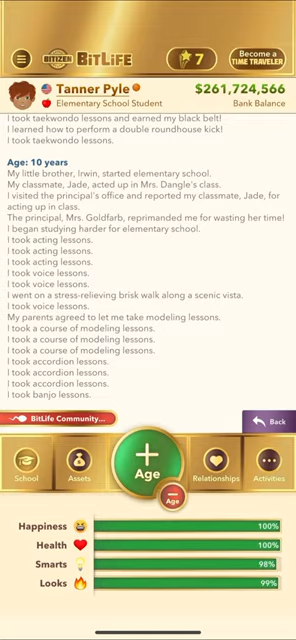 BITIZEN BITLIFE
7
Become a
TIME TRAVELER
Tanner Pyle
$261,724,566
Elementary School Student
Bank Balance
I took taekwondo lessons and earned my black belt!
I learned how to perform a double roundhouse kick!
I took taekwondo lessons.
Age: 10 years
My little brother, Irwin, started elementary school.
My classmate, Jade, acted up in Mrs. Dangle's class.
I visited the principal's office and reported my classmate, Jade, for
acting up in class.
The principal, Mrs. Goldfarb, reprimanded me for wasting her time!
I began studying harder for elementary school.
I took acting lessons.
I took acting lessons.
I took acting lessons.
I took voice lessons.
I took voice lessons.
I went on a stress-relieving brisk walk along a scenic vista.
I took voice lessons.
My parents agreed to let me take modeling lessons.
I took a course of modeling lessons.
I took a course of modeling lessons.
I took a course of modeling lessons.
I took accordion lessons.
I took accordion lessons.
I took accordion lessons.
I took banjo lessons.
BitLife Community...
Back
School
Assets
Age
Age
Relationships
Activities
Happiness 100%
Health 100%
Smarts 98%
Looks 99%